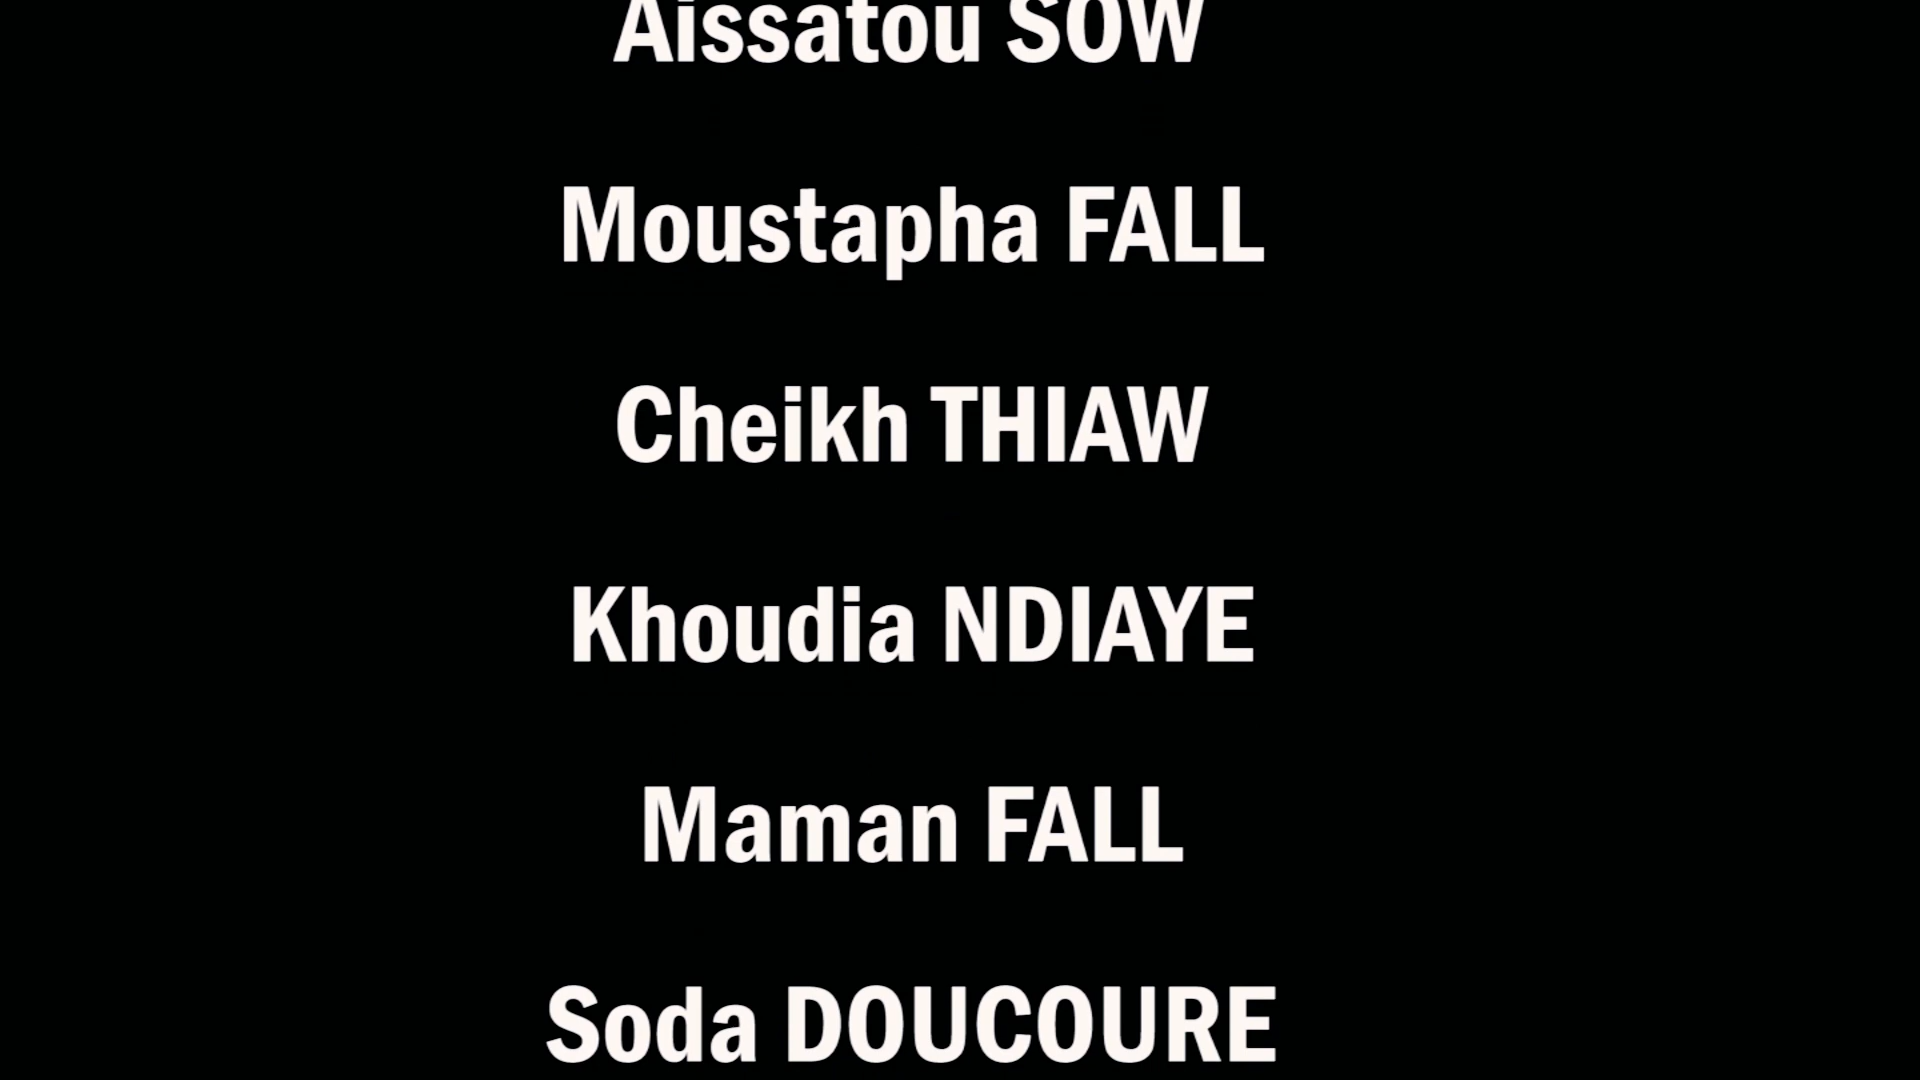 Aissatou SOW
Moustapha FALL
Cheikh THIAW
Khoudia NDIAYE
Maman FALL
Soda DOUCOURE